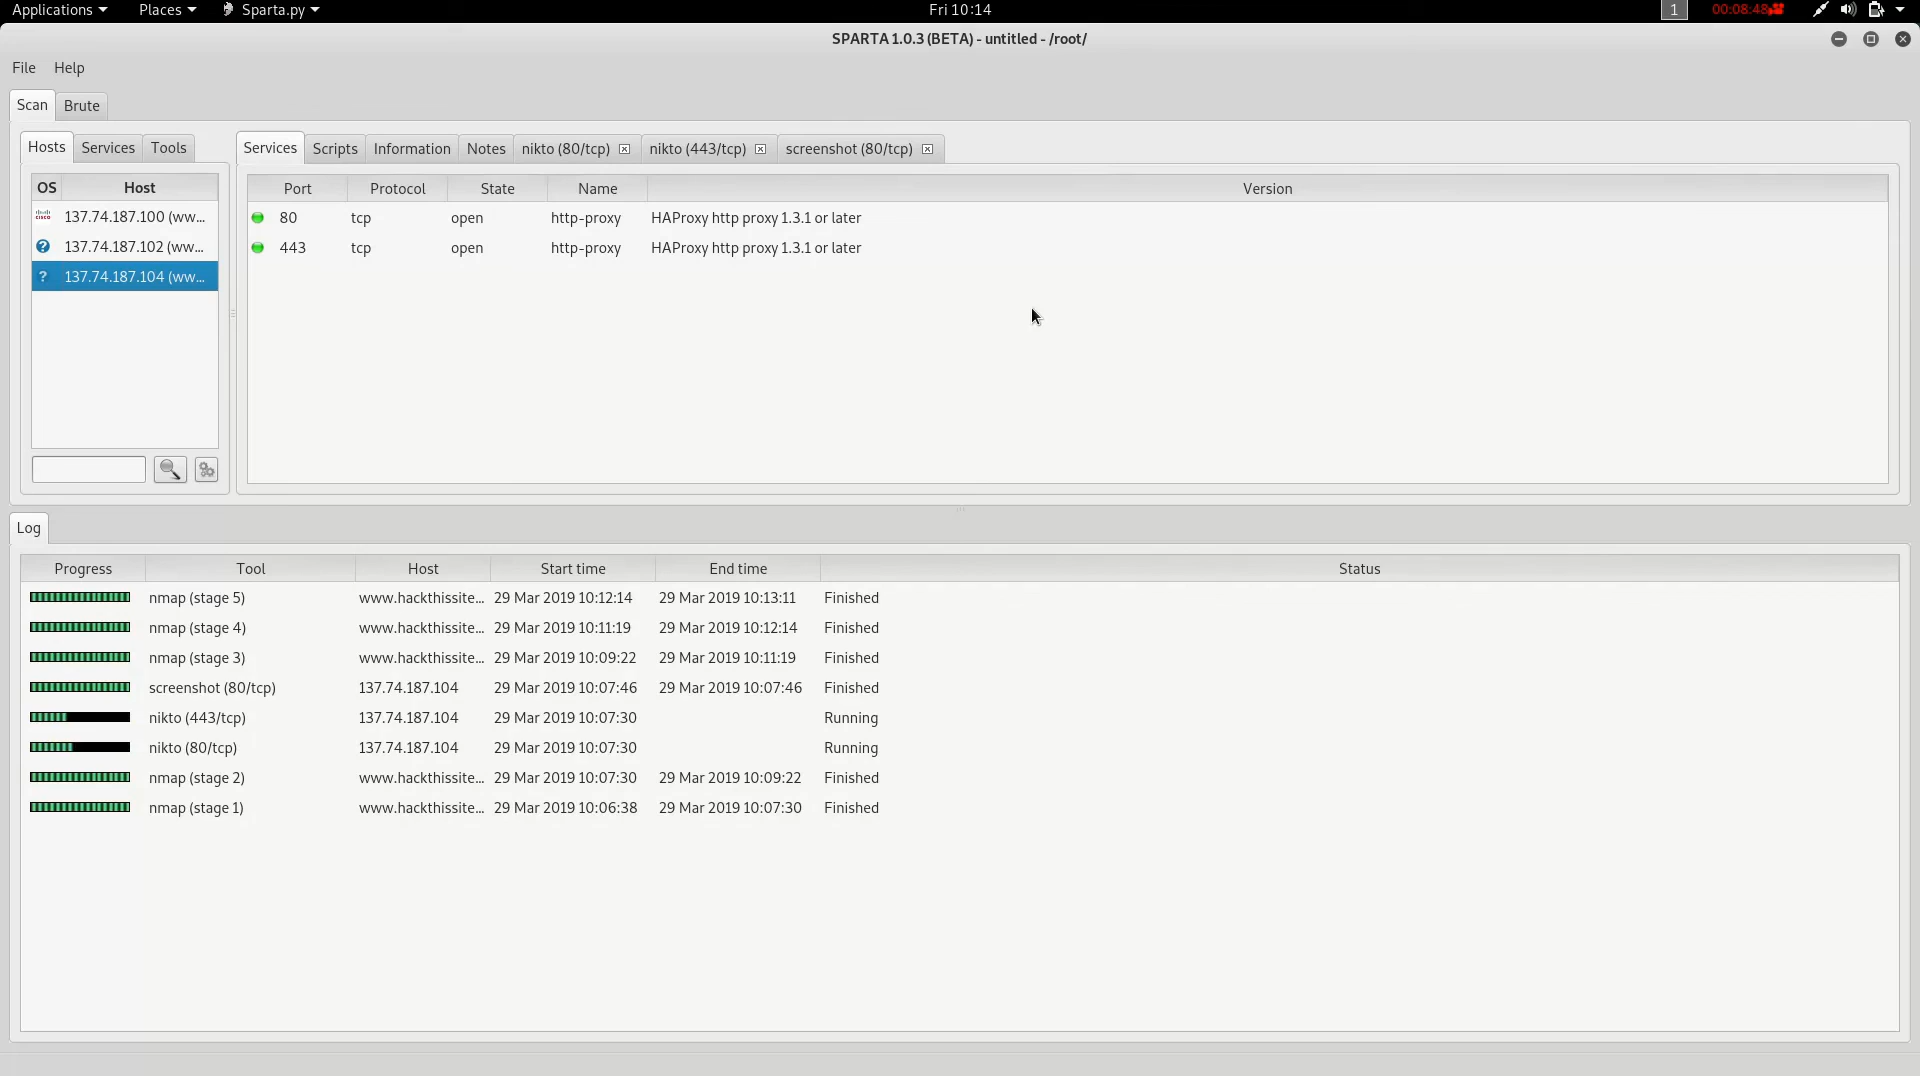 Applications Places Sparta.py Fri 10:14 1 00:08:48
SPARTA 1.0.3 (BETA) - untitled - /root/
File Help
Scan Brute
Hosts Services Tools Services Scripts Information Notes nikto (80/tcp) nikto (443/tcp) screenshot (80/tcp)
OS Host Port Protocol State Name Version
137.74.187.100 (ww... 80 tcp open http-proxy HAProxy http proxy 1.3.1 or later
137.74.187.102 (ww... 443 tcp open http-proxy HAProxy http proxy 1.3.1 or later
137.74.187.104 (ww...
Log
Progress Tool Host Start time End time Status
nmap (stage 5) www.hackthissite... 29 Mar 2019 10:12:14 29 Mar 2019 10:13:11 Finished
nmap (stage 4) www.hackthissite... 29 Mar 2019 10:11:19 29 Mar 2019 10:12:14 Finished
nmap (stage 3) www.hackthissite... 29 Mar 2019 10:09:22 29 Mar 2019 10:11:19 Finished
screenshot (80/tcp) 137.74.187.104 29 Mar 2019 10:07:46 29 Mar 2019 10:07:46 Finished
nikto (443/tcp) 137.74.187.104 29 Mar 2019 10:07:30 Running
nikto (80/tcp) 137.74.187.104 29 Mar 2019 10:07:30 Running
nmap (stage 2) www.hackthissite... 29 Mar 2019 10:07:30 29 Mar 2019 10:09:22 Finished
nmap (stage 1) www.hackthissite... 29 Mar 2019 10:06:38 29 Mar 2019 10:07:30 Finished